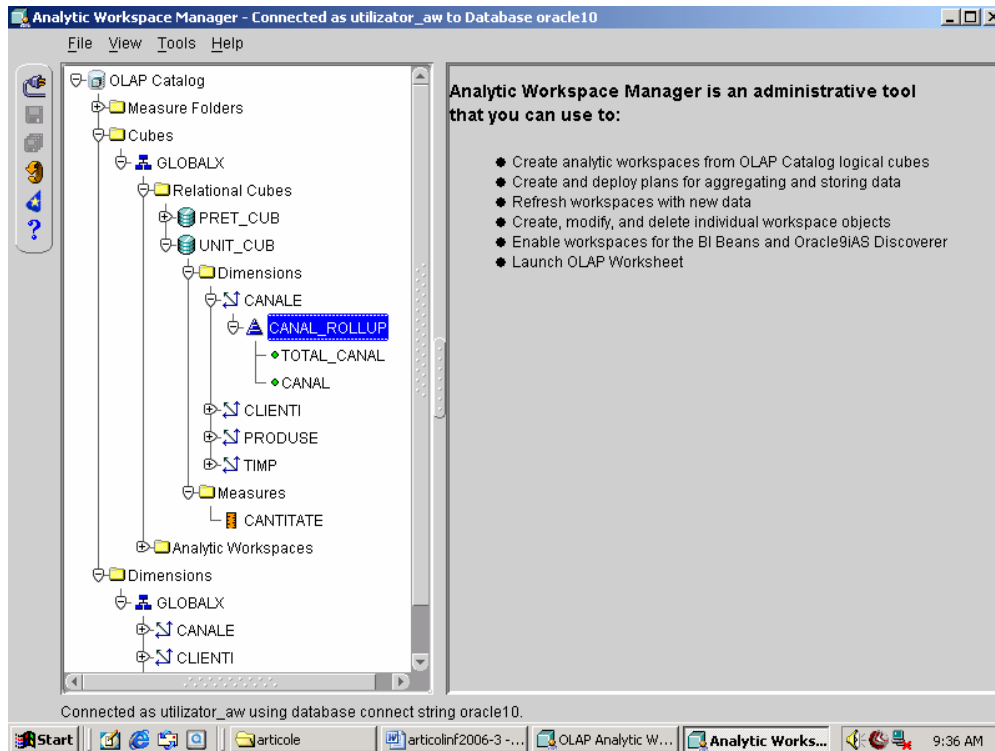 Analytic Workspace Manager - Connected as utilizator_aw to Database oracle10
File View Tools Help
OLAP Catalog
Measure Folders
Cubes
GLOBALX
Relational Cubes
PRET_CUB
UNIT_CUB
Dimensions
CANALE
CANAL_ROLLUP
TOTAL_CANAL
CANAL
CLIENTI
PRODUSE
TIMP
Measures
CANTITATE
Analytic Workspaces
Dimensions
GLOBALX
CANALE
CLIENTI
Analytic Workspace Manager is an administrative tool
that you can use to:
Create analytic workspaces from OLAP Catalog logical cubes
Create and deploy plans for aggregating and storing data
Refresh workspaces with new data
Create, modify, and delete individual workspace objects
Enable workspaces for the BI Beans and Oracle9iAS Discoverer
Launch OLAP Worksheet
Connected as utilizator_aw using database connect string oracle10.
Start articole articolinf2006-3 -... OLAP Analytic W... Analytic Works... 9:36 AM